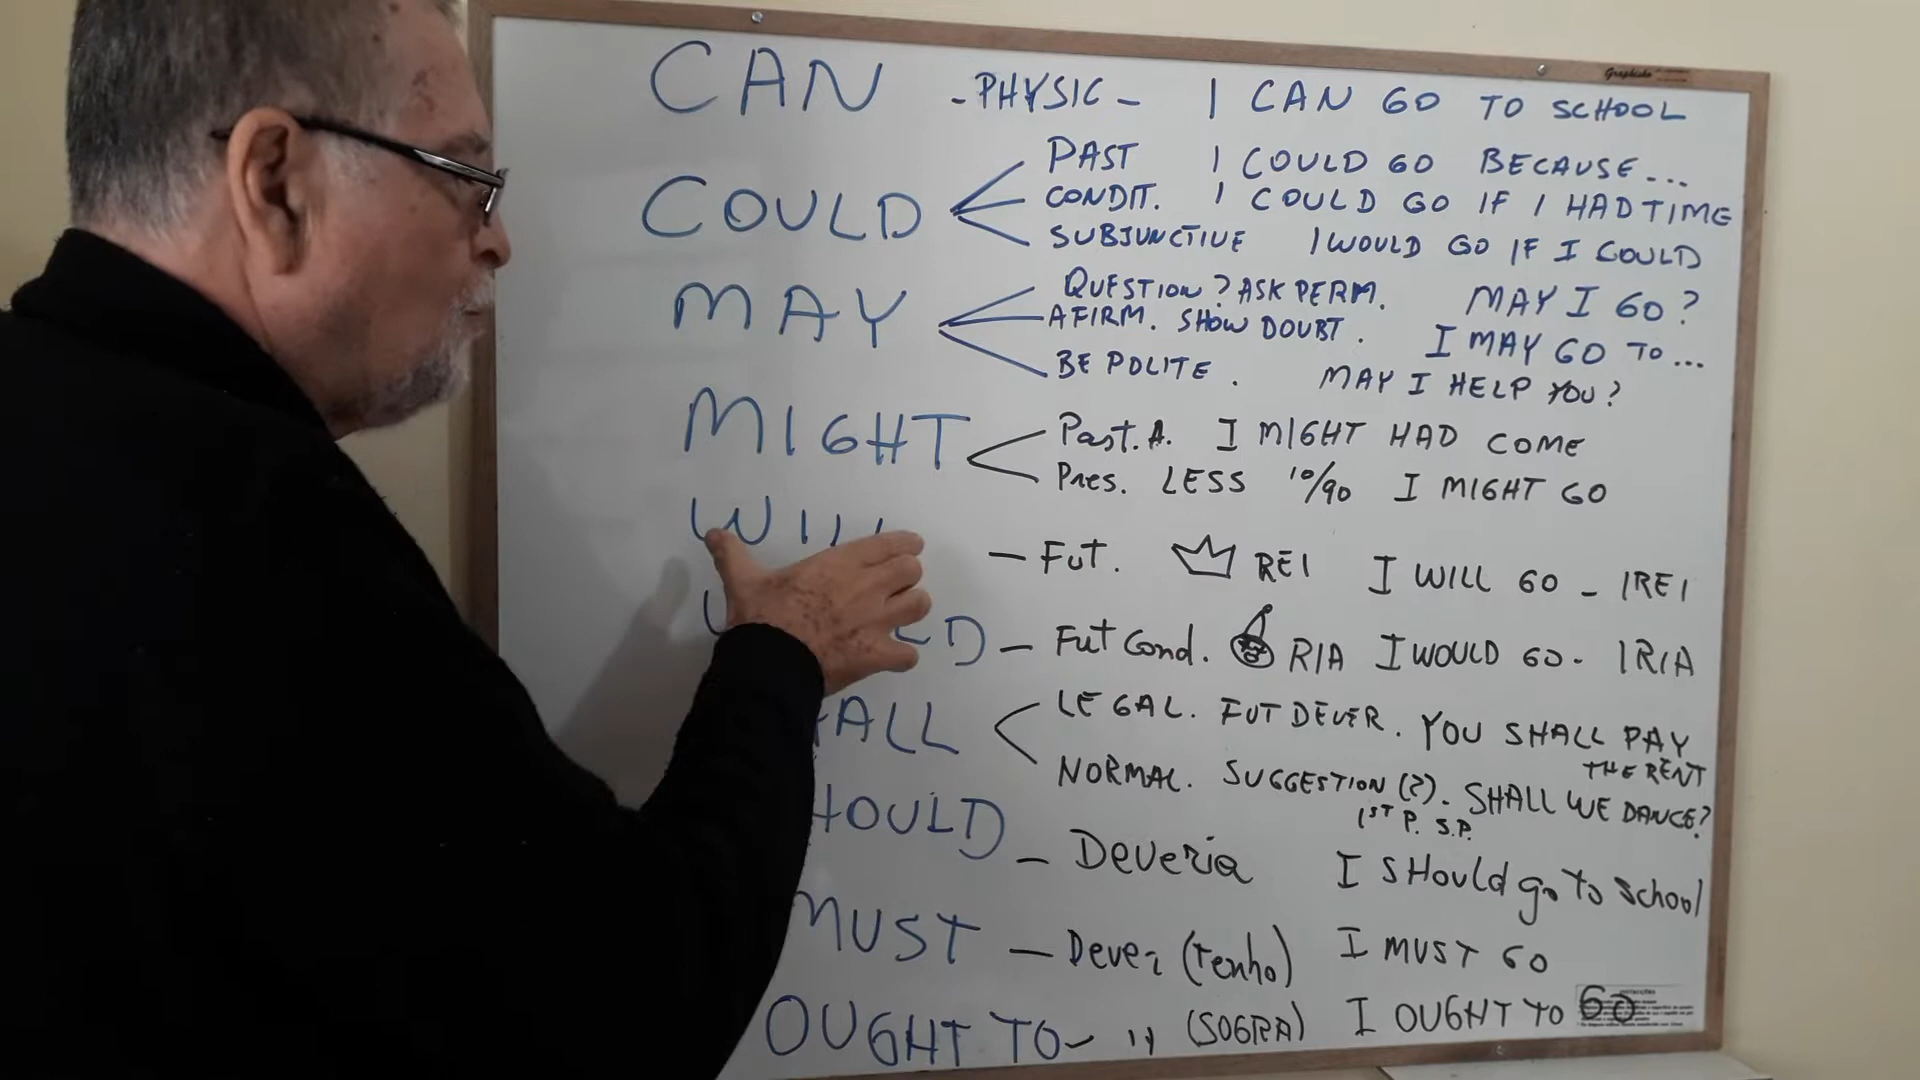 Graphiks
CAN - PHYSIC - I CAN GO TO SCHOOL
PAST I COULD GO BECAUSE...
COULD CONDIT. I COULD GO IF I HAD TIME
SUBJUNCTIVE I WOULD GO IF I COULD
QUESTION? ASK PERM. MAY I GO?
MAY AFIRM. SHOW DOUBT. I MAY GO TO...
BE POLITE. MAY I HELP YOU?
MIGHT Past. A. I MIGHT HAD COME
Pres. LESS 10/90 I MIGHT GO
WILL - Fut. REI I WILL GO - IREI
LD - Fut Cond. RIA I WOULD GO - IRIA
LEGAL. FUT DEVER. YOU SHALL PAY
HALL THE RENT
NORMAL. SUGGESTION (?). SHALL WE DANCE?
1ST P. S.P.
HOULD - Deveria I SHould go To School
MUST - Dever (tenho) I MUST GO
OUGHT TO - " (SOGRA) I OUGHT TO GO